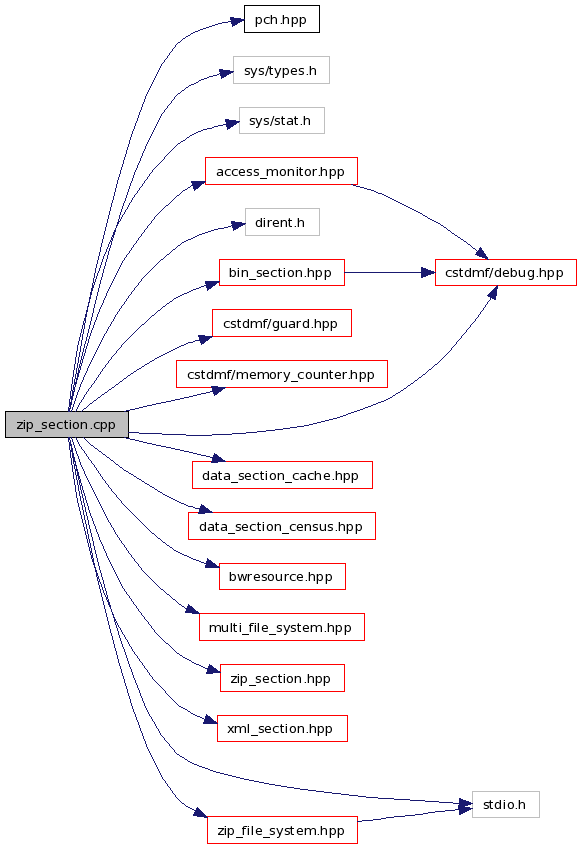 pch.hpp
sys/types.h
sys/stat.h
access_monitor.hpp
dirent.h
bin_section.hpp
cstdmf/debug.hpp
cstdmf/guard.hpp
cstdmf/memory_counter.hpp
zip_section.cpp
data_section_cache.hpp
data_section_census.hpp
bwresource.hpp
multi_file_system.hpp
zip_section.hpp
xml_section.hpp
stdio.h
zip_file_system.hpp